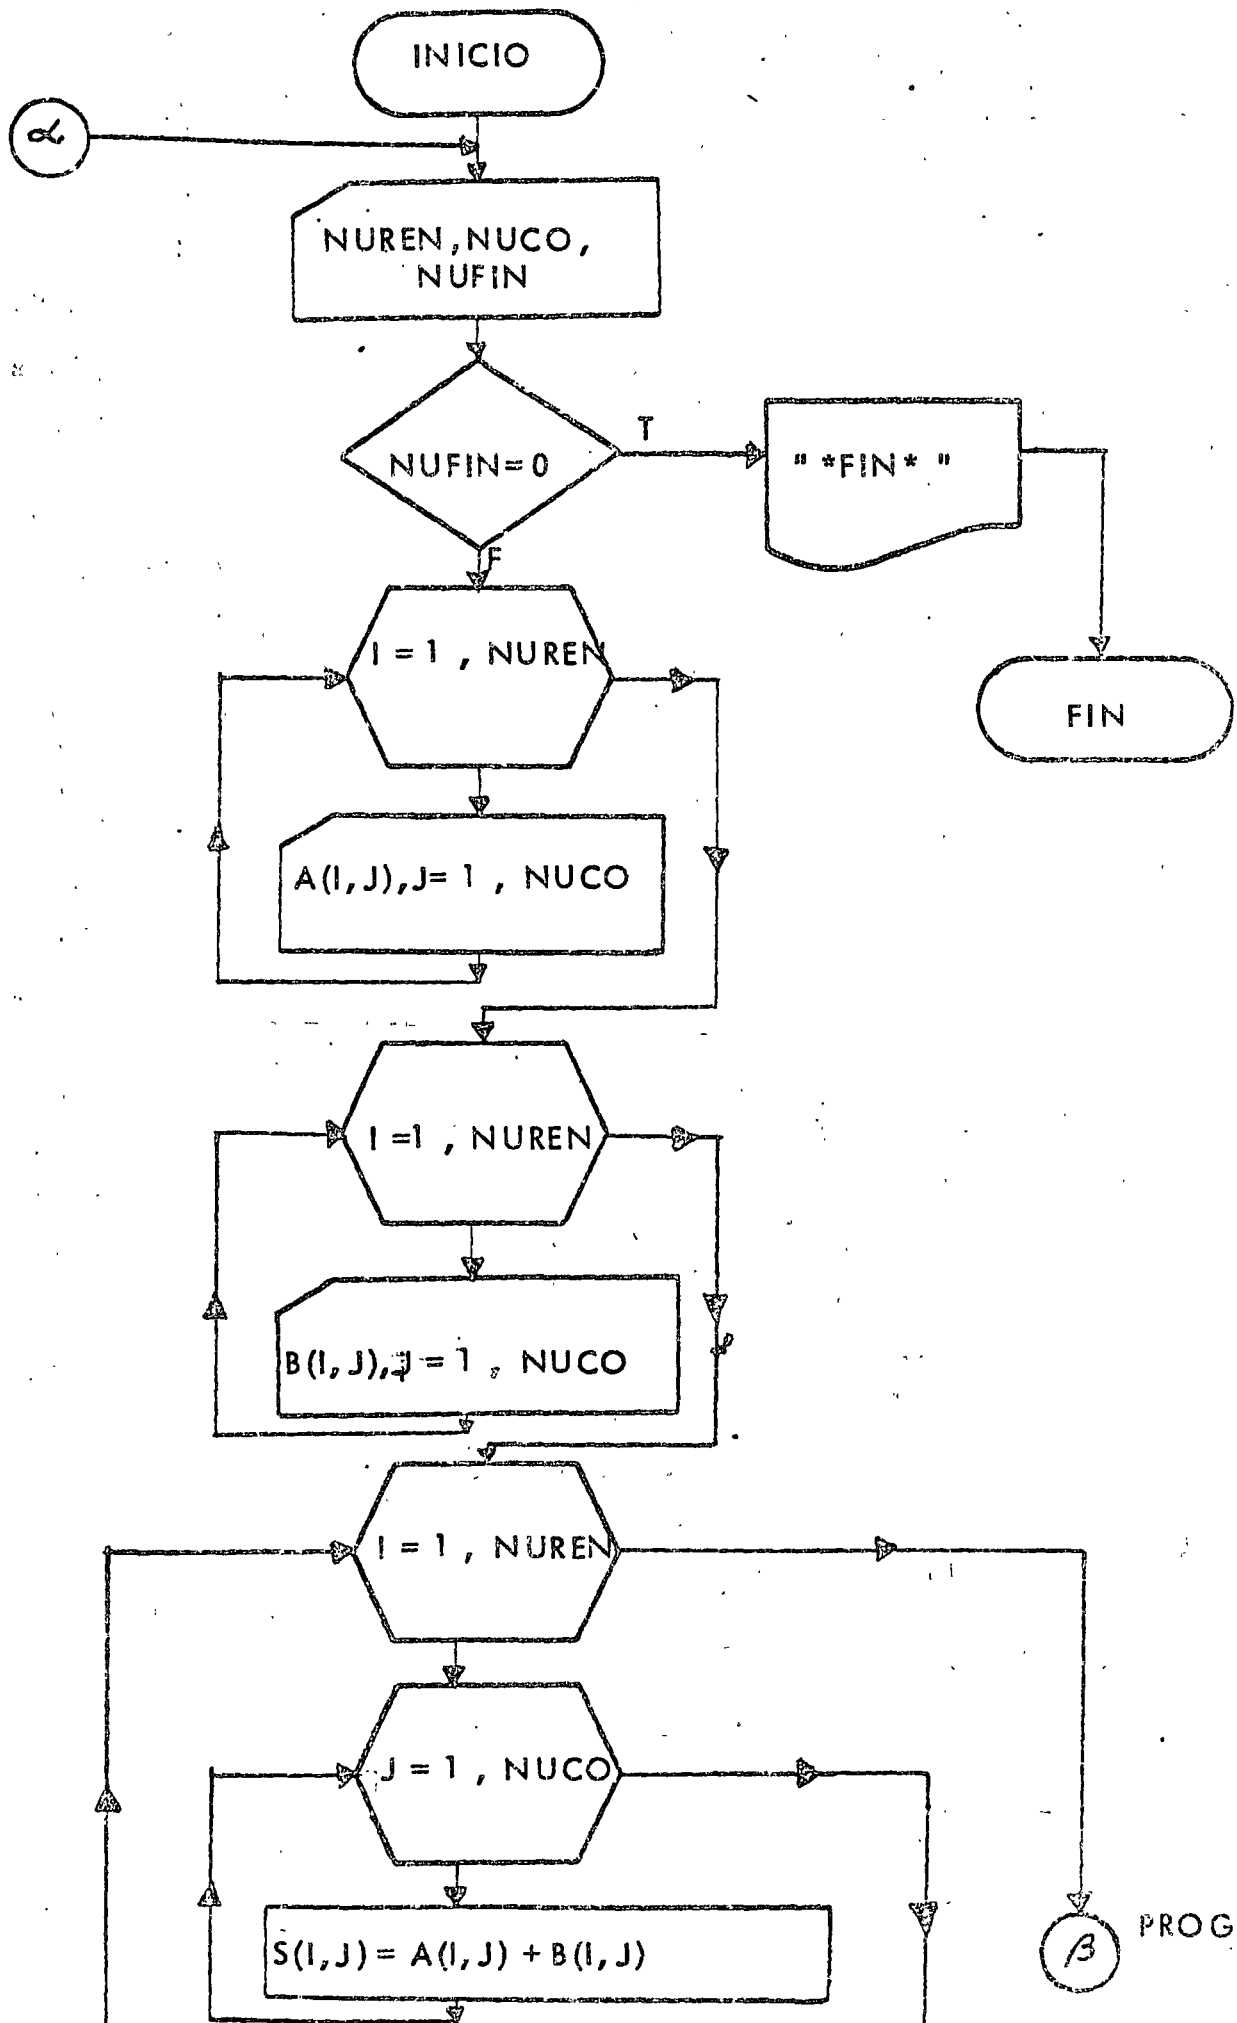 INICIO
α
NUREN, NUCO,
NUFIN
NUFIN=0
T
" *FIN* "
F
I = 1 , NUREN
FIN
A(I,J),J= 1 , NUCO
I =1 , NUREN
B(I,J),J = 1 , NUCO
I = 1 , NUREN
J = 1 , NUCO
S(I,J) = A(I,J) + B(I,J)
β
PROG